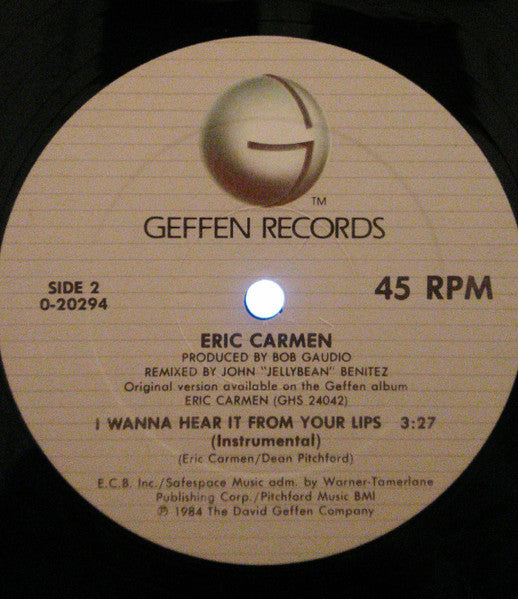 TM
GEFFEN RECORDS
SIDE 2
0-20294
45 RPM
ERIC CARMEN
PRODUCED BY BOB GAUDIO
REMIXED BY JOHN "JELLYBEAN" BENITEZ
Original version available on the Geffen album
ERIC CARMEN (GHS 24042)
I WANNA HEAR IT FROM YOUR LIPS 3:27
(Instrumental)
(Eric Carmen/Dean Pitchford)
E.C.B. Inc./Safespace Music adm. by Warner-Tamerlane
Publishing Corp./Pitchford Music BMI
℗ 1984 The David Geffen Company